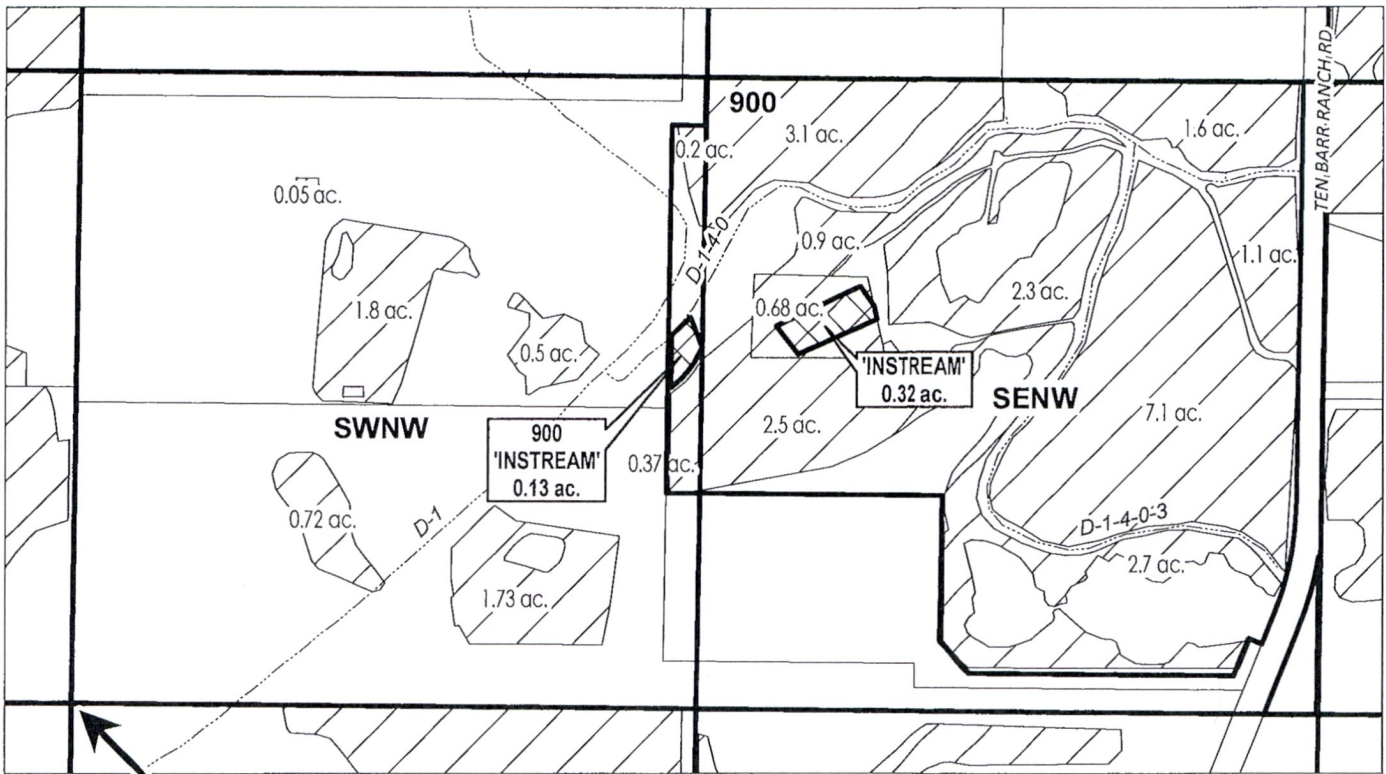 900
3.1 ac.
1.6 ac.
TEN BARR RANCH RD
0.2 ac.
0.05 ac.
D-1-4-0
0.9 ac.
1.1 ac.
1.8 ac.
0.68 ac.
2.3 ac.
0.5 ac.
'INSTREAM'
0.32 ac.
SENW
7.1 ac.
SWNW
2.5 ac.
900
'INSTREAM'
0.13 ac.
0.37 ac.
0.72 ac.
D-1
D-1-4-0-3
2.7 ac.
1.73 ac.